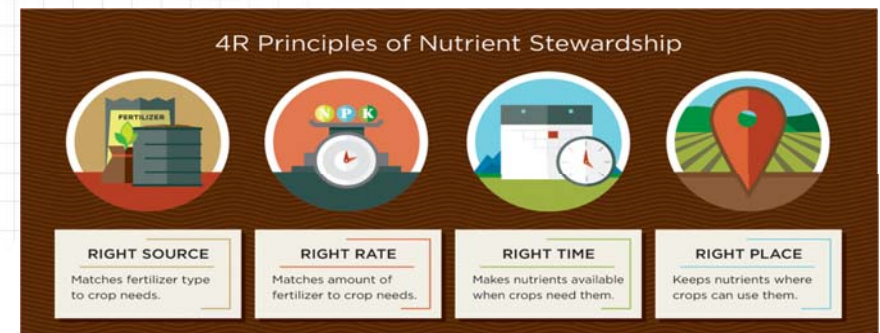 4R Principles of Nutrient Stewardship
FERTILIZER
N P K
RIGHT SOURCE
Matches fertilizer type
to crop needs.
RIGHT RATE
Matches amount of
fertilizer to crop needs.
RIGHT TIME
Makes nutrients available
when crops need them.
RIGHT PLACE
Keeps nutrients where
crops can use them.